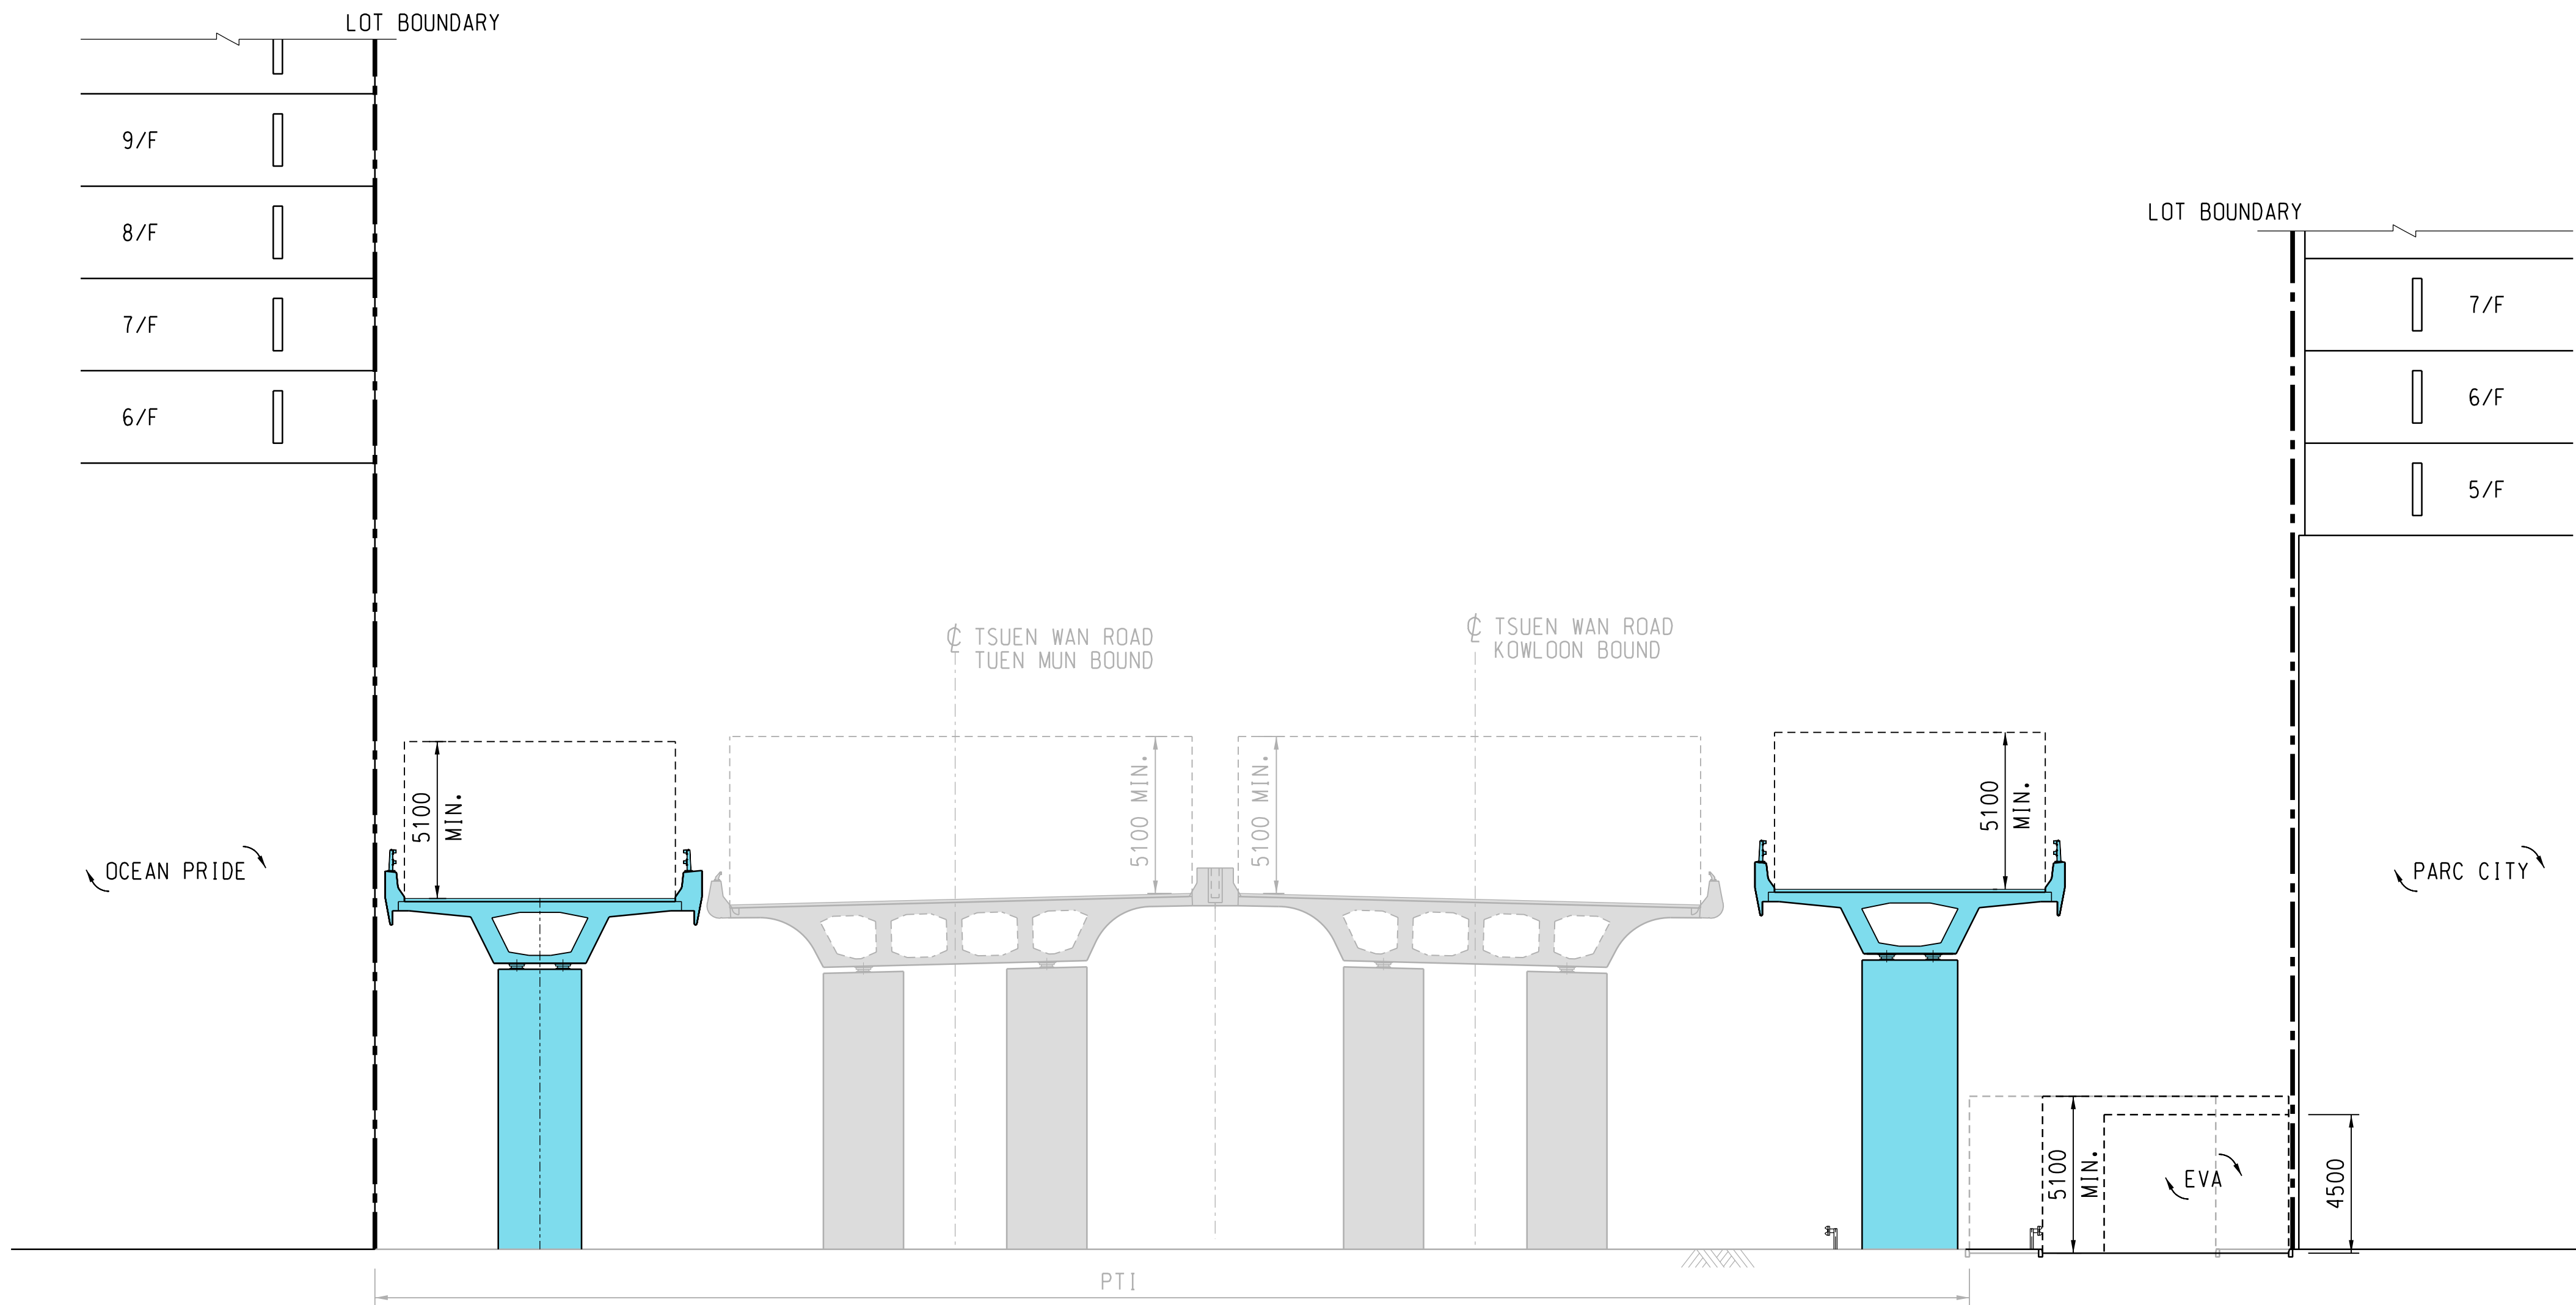 LOT BOUNDARY
9/F
8/F
7/F
6/F
LOT BOUNDARY
7/F
6/F
5/F
℄ TSUEN WAN ROAD
TUEN MUN BOUND
℄ TSUEN WAN ROAD
KOWLOON BOUND
5100
MIN.
5100 MIN.
5100 MIN.
5100
MIN.
OCEAN PRIDE
PARC CITY
5100
MIN.
EVA
4500
PTI